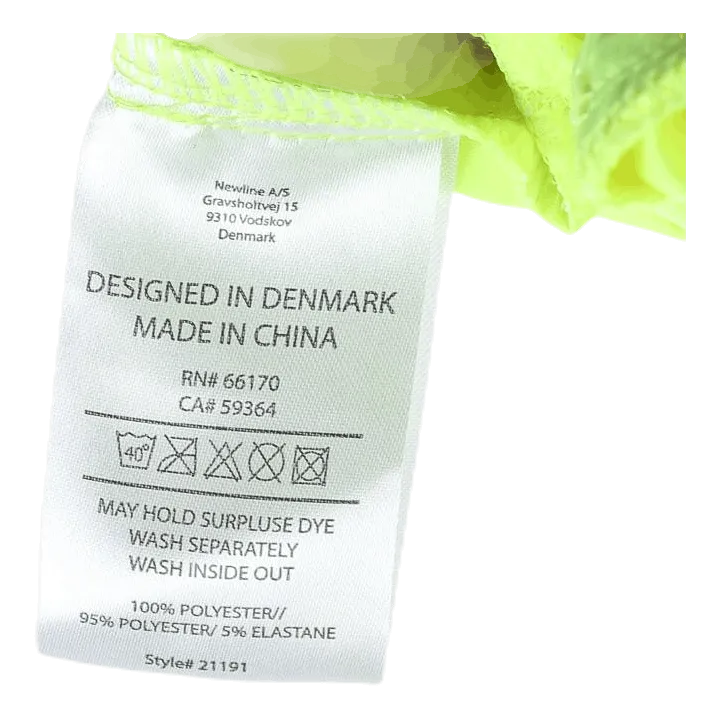 Newline A/S
Gravsholtvej 15
9310 Vodskov
Denmark
DESIGNED IN DENMARK
MADE IN CHINA
RN# 66170
CA# 59364
40°
MAY HOLD SURPLUSE DYE
WASH SEPARATELY
WASH INSIDE OUT
100% POLYESTER//
95% POLYESTER/ 5% ELASTANE
Style# 21191